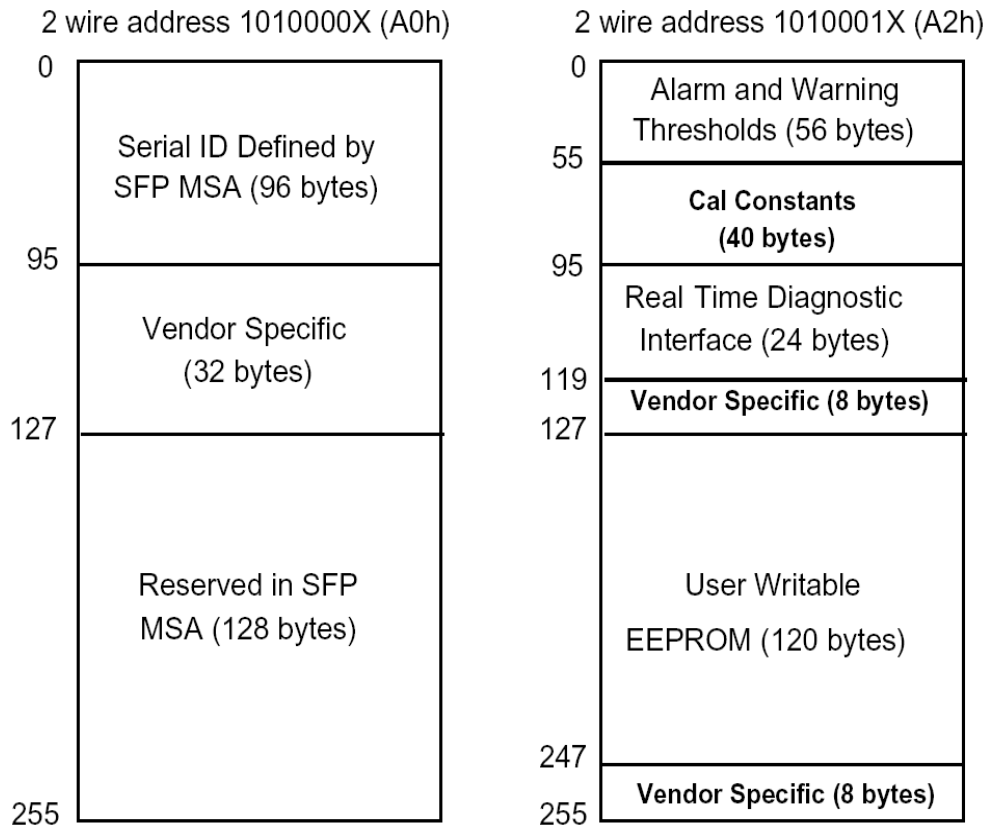 2 wire address 1010000X (A0h)
0
Serial ID Defined by
SFP MSA (96 bytes)
95
Vendor Specific
(32 bytes)
127
Reserved in SFP
MSA (128 bytes)
255
2 wire address 1010001X (A2h)
0
Alarm and Warning
Thresholds (56 bytes)
55
Cal Constants
(40 bytes)
95
Real Time Diagnostic
Interface (24 bytes)
119
Vendor Specific (8 bytes)
127
User Writable
EEPROM (120 bytes)
247
Vendor Specific (8 bytes)
255